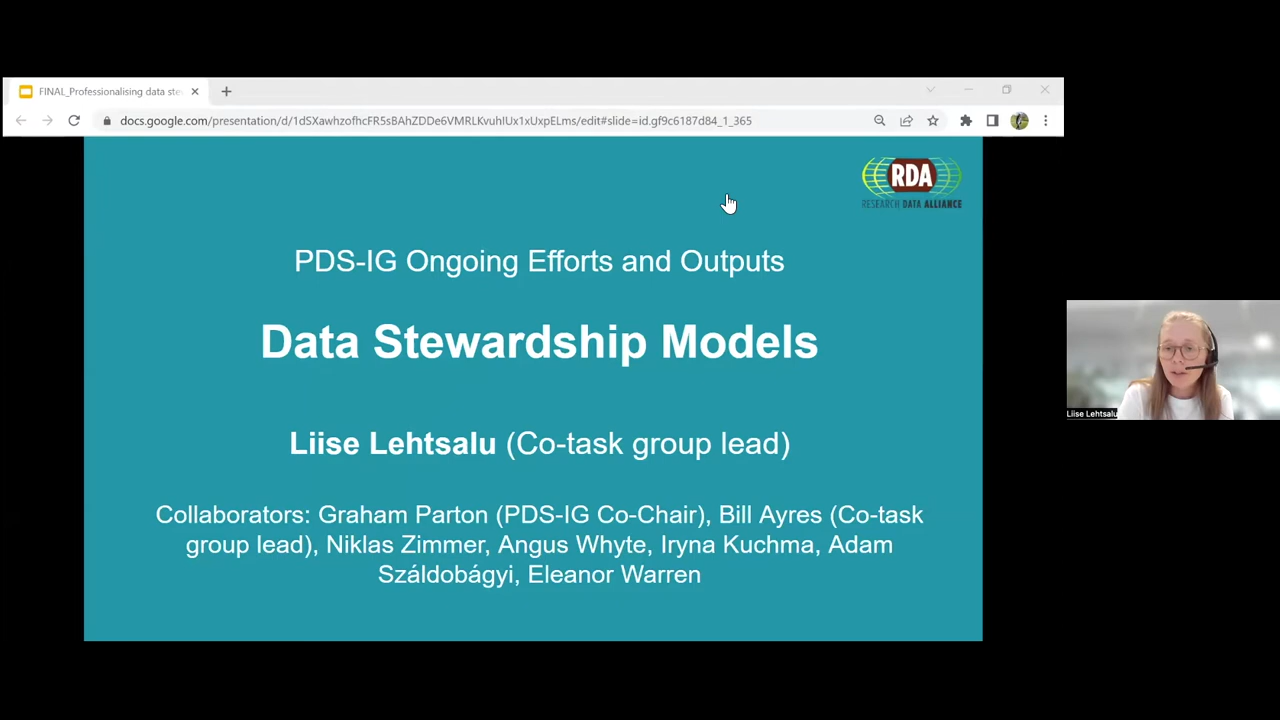 FINAL_Professionalising data ste
docs.google.com/presentation/d/1dSXawhzofhcFR5sBAhZDDe6VMRLKvuhIUx1xUxpELms/edit#slide=id.gf9c6187d84_1_365
RDA
RESEARCH DATA ALLIANCE
PDS-IG Ongoing Efforts and Outputs
Data Stewardship Models
Liise Lehtsalu (Co-task group lead)
Collaborators: Graham Parton (PDS-IG Co-Chair), Bill Ayres (Co-task
group lead), Niklas Zimmer, Angus Whyte, Iryna Kuchma, Adam
Száldobágyi, Eleanor Warren
Liise Lehtsalu